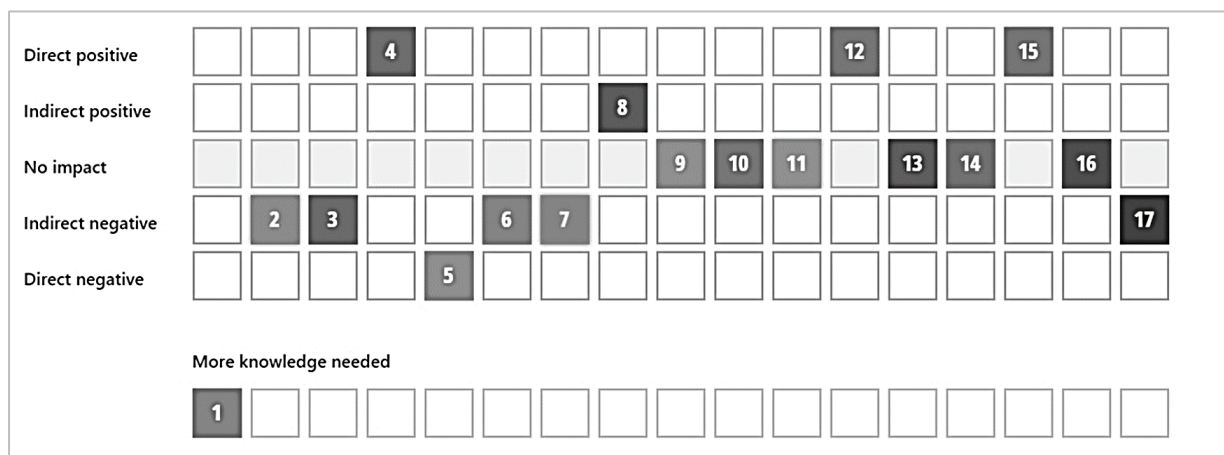 Direct positive 4 12 15
Indirect positive 8
No impact 9 10 11 13 14 16
Indirect negative 2 3 6 7 17
Direct negative 5
More knowledge needed
1